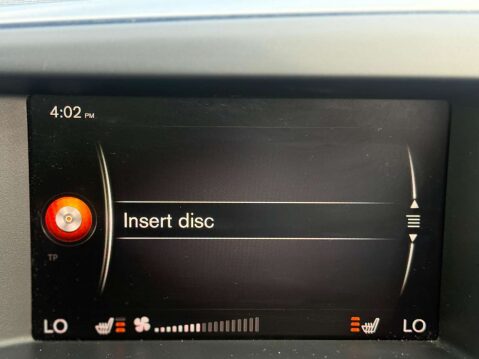 4:02 PM
Insert disc
TP
LO
LO